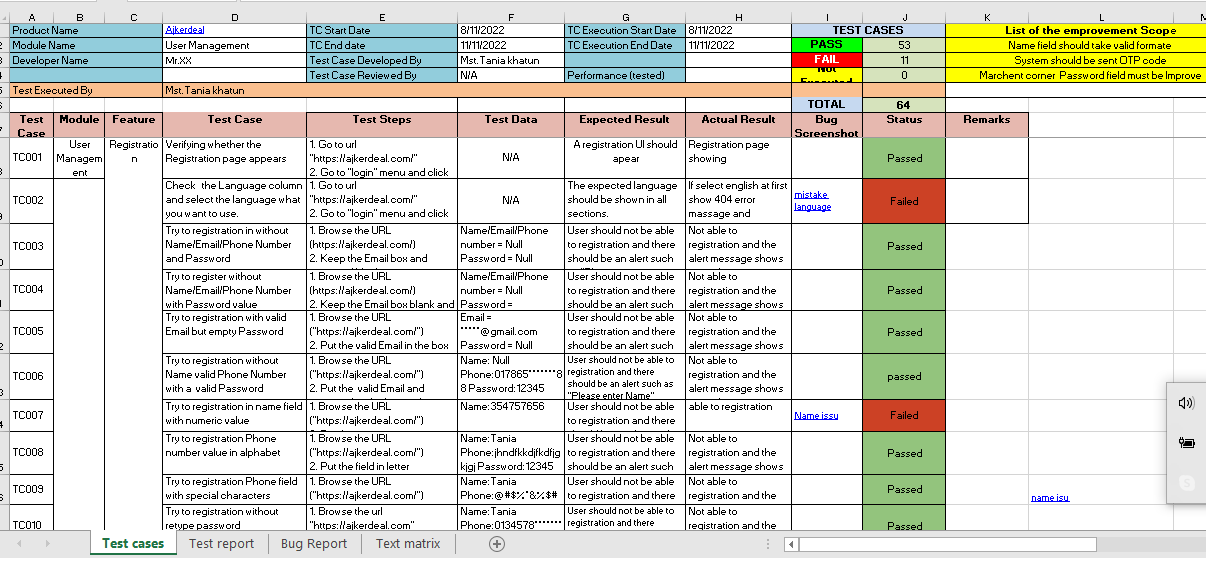 A B C D E F G H I J K L
Product Name Ajkerdeal TC Start Date 8/11/2022 TC Execution Start Date 8/11/2022 TEST CASES List of the emprovement Scope
Module Name User Management TC End date 11/11/2022 TC Execution End Date 11/11/2022 PASS 53 Name field should take valid formate
Developer Name Mr.XX Test Case Developed By Mst. Tania khatun FAIL 11 System should be sent OTP code
Test Case Reviewed By N/A Performance (tested) Not Executed 0 Marchent corner Password field must be Improve
Test Executed By Mst. Tania khatun
TOTAL 64
Test Case Module Feature Test Case Test Steps Test Data Expected Result Actual Result Bug Screenshot Status Remarks
TC001
User
Managem
ent
Registratio
n
Verifying whether the
Registration page appears
1. Go to url
"https://ajkerdeal.com/"
2. Go to "login" menu and click
N/A
A registration UI should
apear
Registration page
showing
Passed
TC002
Check the Language column
and select the language what
you want to use.
1. Go to url
"https://ajkerdeal.com/"
2. Go to "login" menu and click
N/A
The expected language
should be shown in all
sections.
If select english at first
show 404 error
massage and
mistake
language
Failed
TC003
Try to registration in without
Name/Email/Phone Number
and Password
1. Browse the URL
(https://ajkerdeal.com/)
2. Keep the Email box and
Name/Email/Phone
number = Null
Password = Null
User should not be able
to registration and there
should be an alert such
Not able to
registration and the
alert message shows
Passed
TC004
Try to register without
Name/Email/Phone Number
with Password value
1. Browse the URL
(https://ajkerdeal.com/)
2. Keep the Email box blank and
Name/Email/Phone
number = Null
Password =
User should not be able
to registration and there
should be an alert such
Not able to
registration and the
alert message shows
Passed
TC005
Try to registration with valid
Email but empty Password
1. Browse the URL
("https://ajkerdeal.com/")
2. Put the valid Email in the box
Email =
*****@gmail.com
Password = Null
User should not be able
to registration and there
should be an alert such
Not able to
registration and the
alert message shows
Passed
TC006
Try to registration without
Name valid Phone Number
with a valid Password
1. Browse the URL
("https://ajkerdeal.com/")
2. Put the valid Email and
Name: Null
Phone:017865*******8
8 Password:12345
User should not be able to
registration and there
should be an alert such as
"Please enter Name"
Not able to
registration and the
alert message shows
passed
TC007
Try to registration in name field
with numeric value
1. Browse the URL
("https://ajkerdeal.com/")
Name:354757656
User should not be able
to registration and there
able to registration
Name issu
Failed
TC008
Try to registration Phone
number value in alphabet
1. Browse the URL
("https://ajkerdeal.com/")
2. Put the field in letter
Name:Tania
Phone:jhndfkkdjfkdfjg
kjgj Password:12345
User should not be able
to registration and there
should be an alert such
Not able to
registration and the
alert message shows
Passed
TC009
Try to registration Phone field
with special characters
1. Browse the URL
("https://ajkerdeal.com/")
Name:Tania
Phone:@#$%^&%$#
User should not be able
to registration and there
Not able to
registration and the
Passed
name isu
TC010
Try to registration without
retype password
1. Browse the url
"https://ajkerdeal.com"
Name:Tania
Phone:0134578*******
User should not be able to
registration and there
Not able to
registration and the
Passed
Test cases Test report Bug Report Text matrix